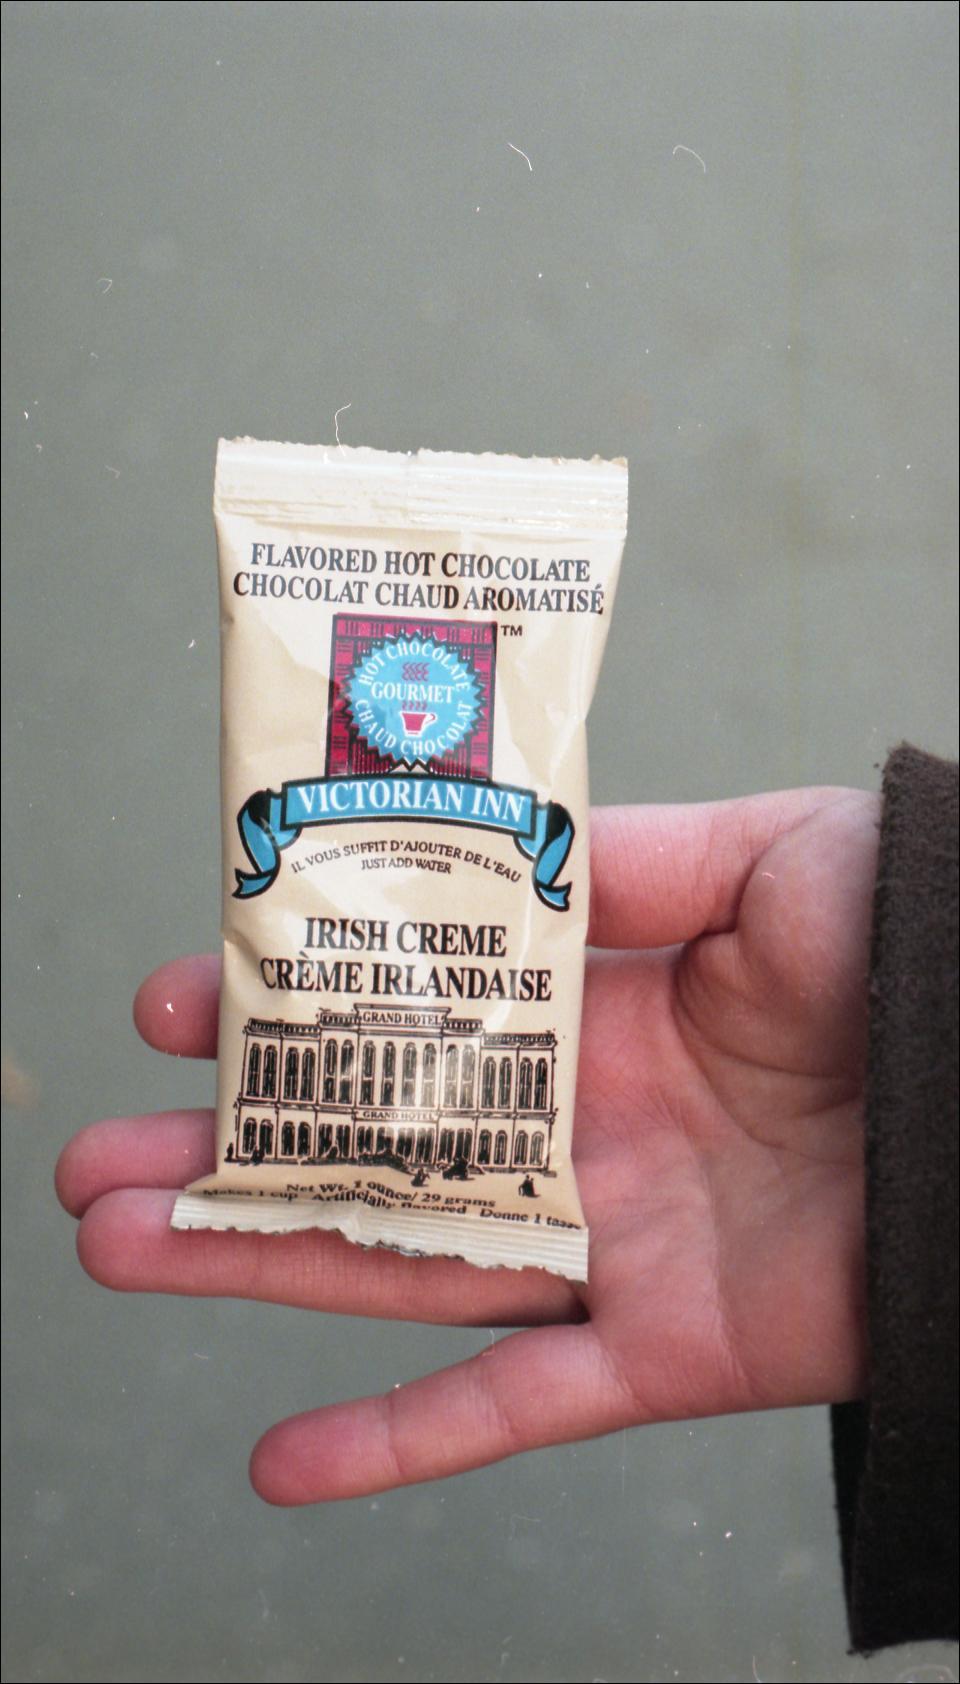 FLAVORED HOT CHOCOLATE
CHOCOLAT CHAUD AROMATISÉ
TM
HOT CHOCOLATE
GOURMET
CHAUD CHOCOLAT
VICTORIAN INN
IL VOUS SUFFIT D'AJOUTER DE L'EAU
JUST ADD WATER
IRISH CREME
CRÈME IRLANDAISE
GRAND HOTEL
GRAND HOTEL
Net Wt. 1 ounce/ 29 grams
Makes 1 cup Artificially flavored Donne 1 tasse